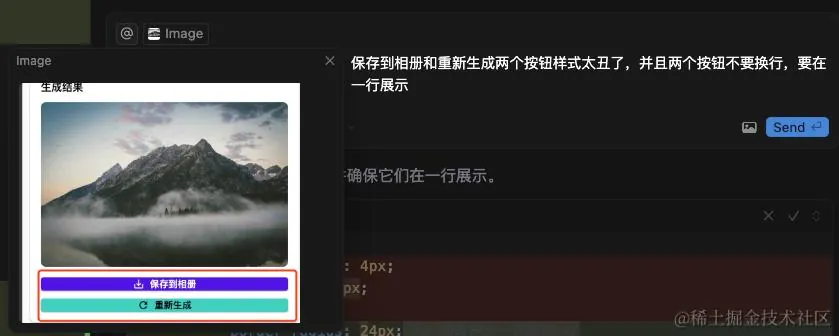 @ Image
Image
保存到相册和重新生成两个按钮样式太丑了，并且两个按钮不要换行，要在
一行展示
生成结果
Send
确保它们在一行展示。
: 4px;
px;
保存到相册
重新生成
: 24px;
@稀土掘金技术社区